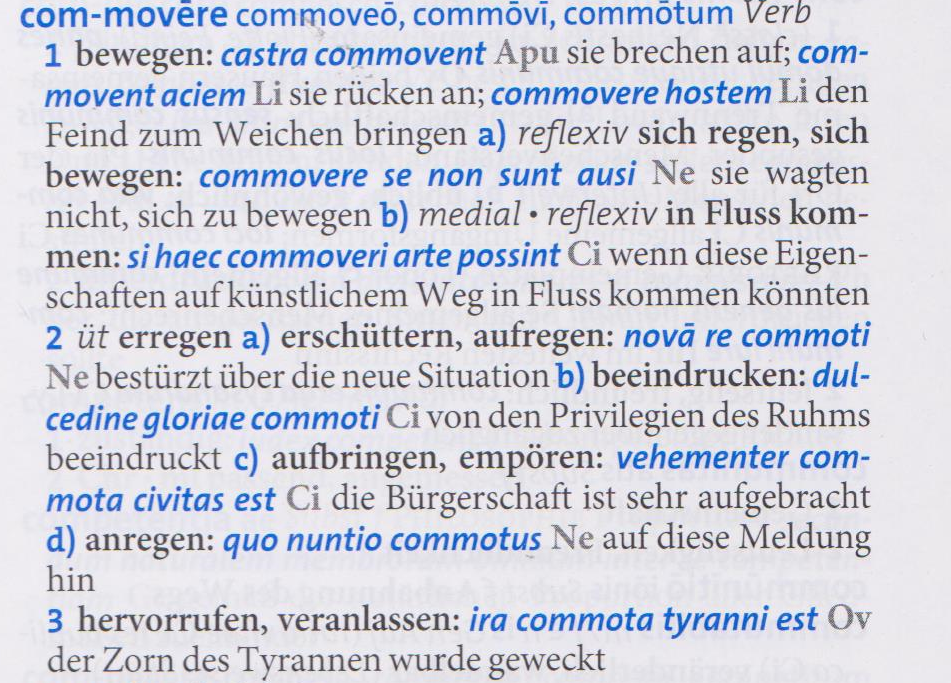 com-movēre commoveō, commōvī, commōtum Verb
1 bewegen: castra commovent Apu sie brechen auf; com-
movent aciem Li sie rücken an; commovere hostem Li den
Feind zum Weichen bringen a) reflexiv sich regen, sich
bewegen: commovere se non sunt ausi Ne sie wagten
nicht, sich zu bewegen b) medial • reflexiv in Fluss kom-
men: si haec commoveri arte possint Ci wenn diese Eigen-
schaften auf künstlichem Weg in Fluss kommen könnten
2 üt erregen a) erschüttern, aufregen: novā re commoti
Ne bestürzt über die neue Situation b) beeindrucken: dul-
cedine gloriae commoti Ci von den Privilegien des Ruhms
beeindruckt c) aufbringen, empören: vehementer com-
mota civitas est Ci die Bürgerschaft ist sehr aufgebracht
d) anregen: quo nuntio commotus Ne auf diese Meldung
hin
3 hervorrufen, veranlassen: ira commota tyranni est Ov
der Zorn des Tyrannen wurde geweckt